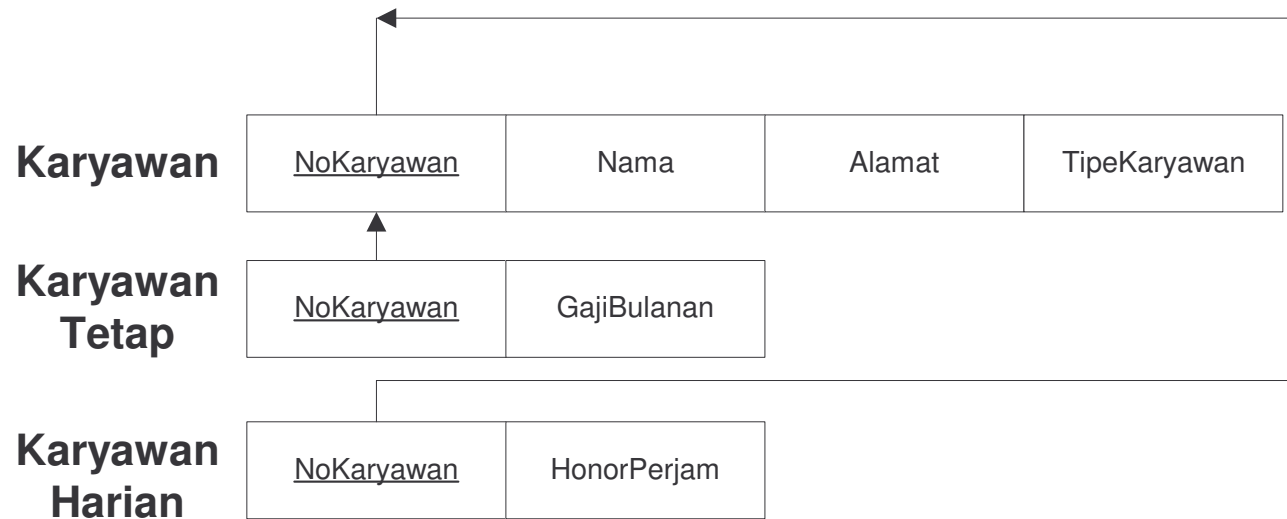 Karyawan
NoKaryawan Nama Alamat TipeKaryawan
Karyawan
Tetap
NoKaryawan GajiBulanan
Karyawan
Harian
NoKaryawan HonorPerjam